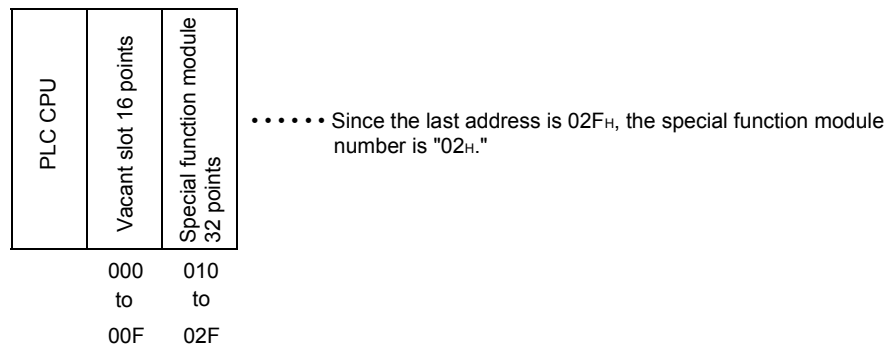 PLC CPU
Vacant slot 16 points
Special function module
32 points
• • • • • • Since the last address is 02FH, the special function module
number is "02H."
000 010
to to
00F 02F